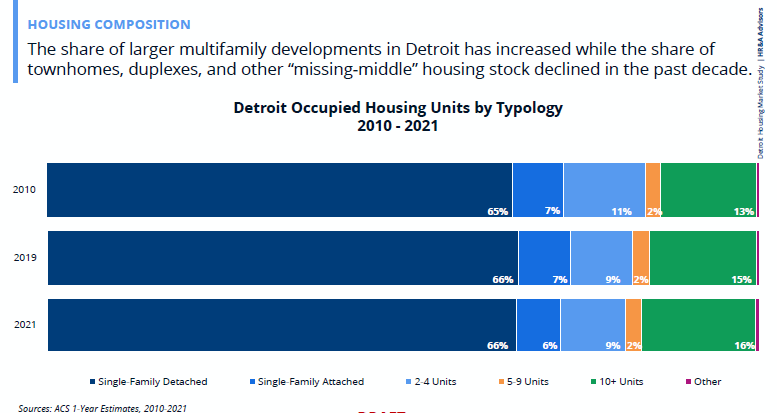 HOUSING COMPOSITION
The share of larger multifamily developments in Detroit has increased while the share of
townhomes, duplexes, and other “missing-middle” housing stock declined in the past decade.
Detroit Housing Market Study | HR&A Advisors
Detroit Occupied Housing Units by Typology
2010 - 2021
2010 65% 7% 11% 2% 13%
2019 66% 7% 9% 2% 15%
2021 66% 6% 9% 2% 16%
Single-Family Detached Single-Family Attached 2-4 Units 5-9 Units 10+ Units Other
Sources: ACS 1-Year Estimates, 2010-2021